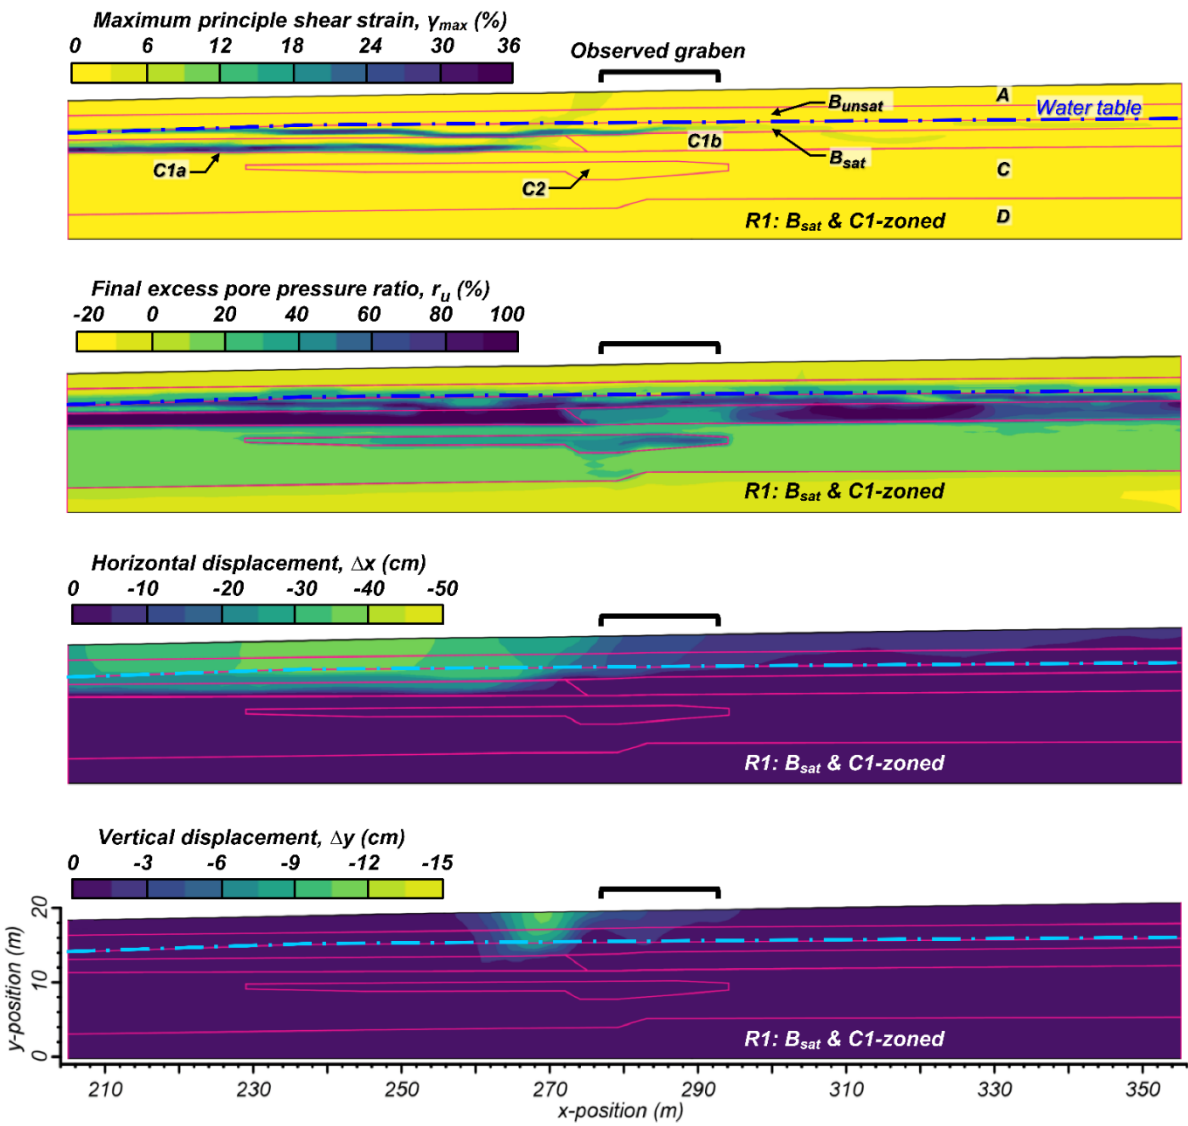 Maximum principle shear strain, γmax (%)
0 6 12 18 24 30 36
Observed graben
A
Bunsat
Water table
C1b
Bsat
C1a
C2
C
D
R1: Bsat & C1-zoned
Final excess pore pressure ratio, ru (%)
-20 0 20 40 60 80 100
R1: Bsat & C1-zoned
Horizontal displacement, Δx (cm)
0 -10 -20 -30 -40 -50
R1: Bsat & C1-zoned
Vertical displacement, Δy (cm)
0 -3 -6 -9 -12 -15
20
10
0
y-position (m)
R1: Bsat & C1-zoned
210 230 250 270 290 310 330 350
x-position (m)